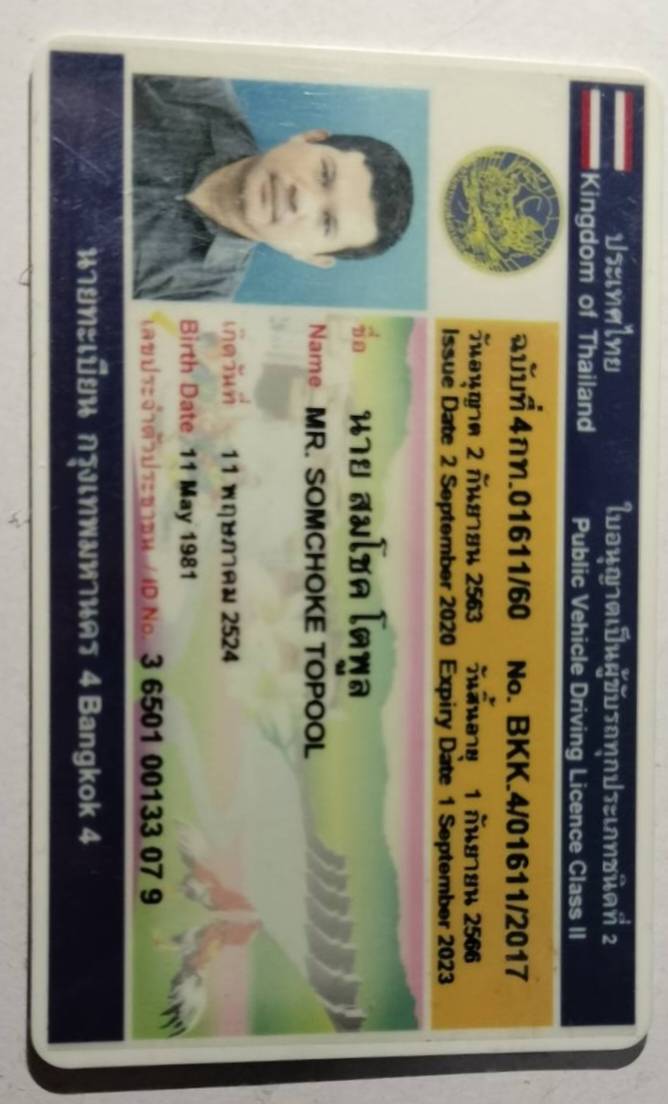 ประเทศไทย ใบอนุญาตเป็นผู้ขับรถทุกประเภทชนิดที่ 2
Kingdom of Thailand Public Vehicle Driving Licence Class II
ฉบับที่ 4กท.01611/60 No. BKK.4/01611/2017
วันอนุญาต 2 กันยายน 2563 วันสิ้นอายุ 1 กันยายน 2566
Issue Date 2 September 2020 Expiry Date 1 September 2023
ชื่อ นาย สมโชค โตพูล
Name MR. SOMCHOKE TOPOOL
เกิดวันที่ 11 พฤษภาคม 2524
Birth Date 11 May 1981
เลขประจำตัวประชาชน / ID No. 3 6501 00133 07 9
นายทะเบียน กรุงเทพมหานคร 4 Bangkok 4